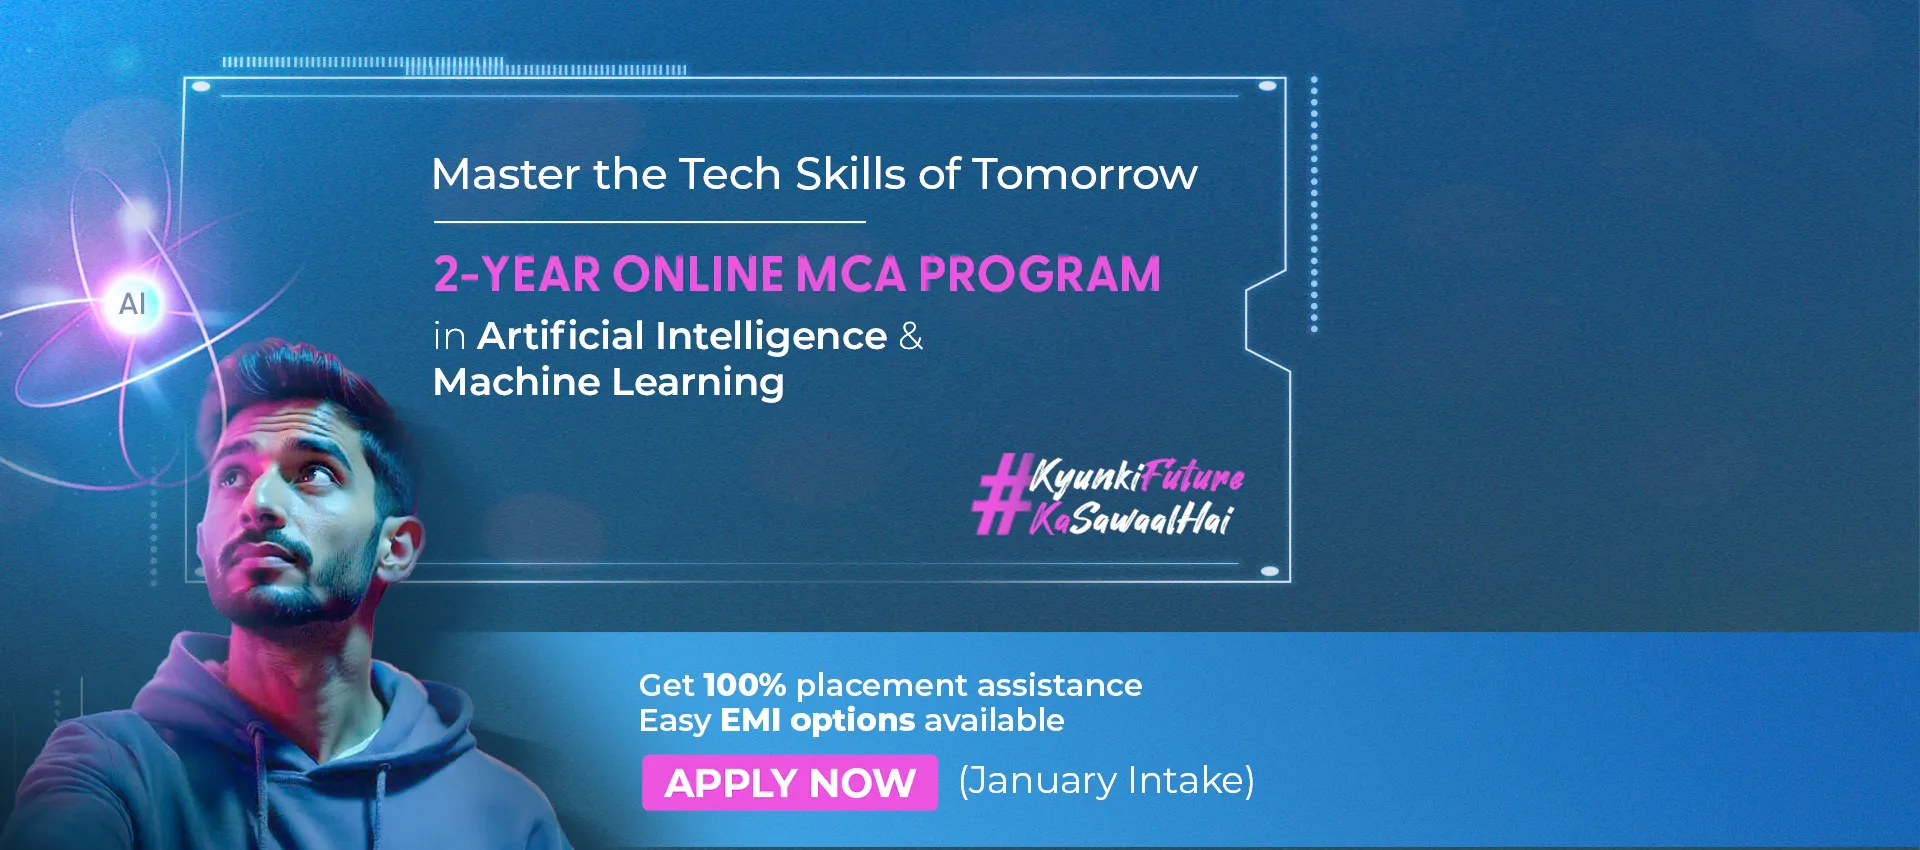 AI
Master the Tech Skills of Tomorrow
2-YEAR ONLINE MCA PROGRAM
in Artificial Intelligence &
Machine Learning
#KyunkiFuture
KaSawaalHai
Get 100% placement assistance
Easy EMI options available
APPLY NOW (January Intake)